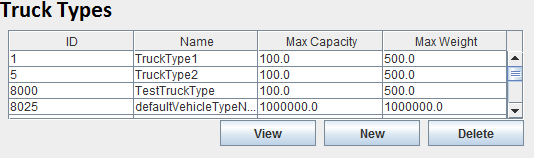 Truck Types
ID Name Max Capacity Max Weight
1 TruckType1 100.0 500.0
5 TruckType2 100.0 500.0
8000 TestTruckType 100.0 500.0
8025 defaultVehicleTypeN... 1000000.0 1000000.0
View New Delete